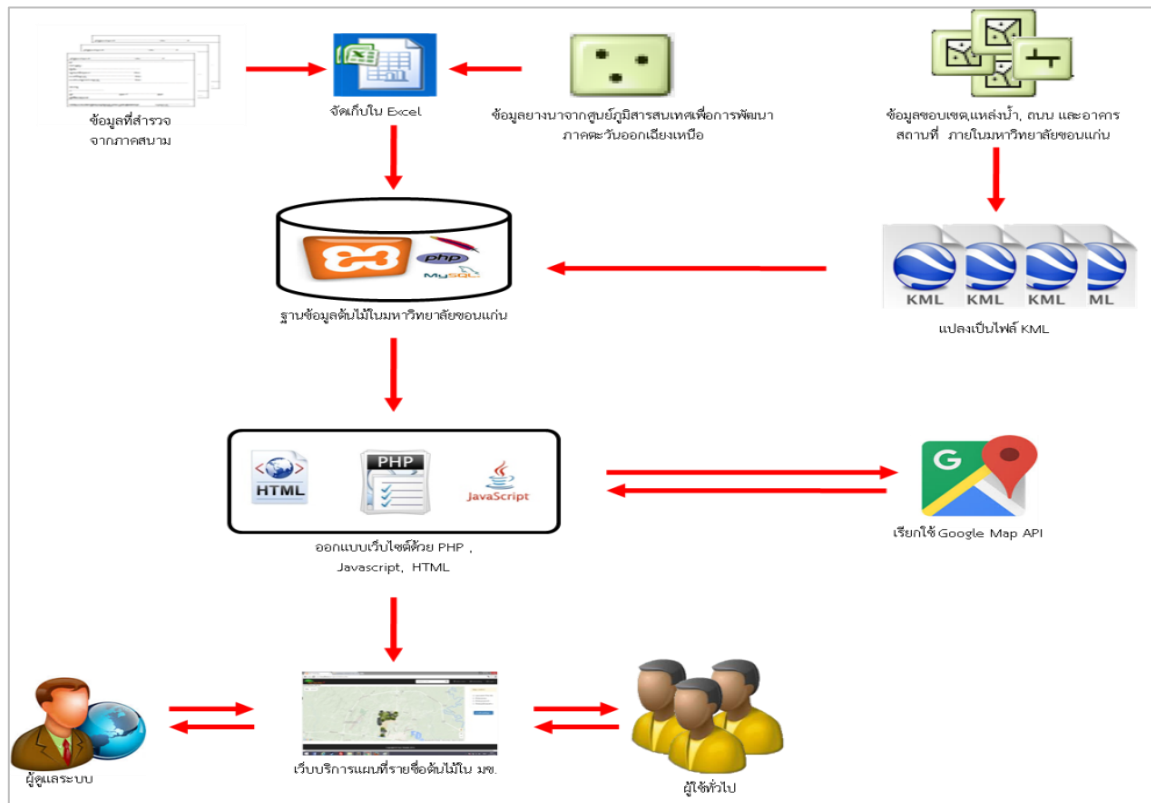 ข้อมูลที่สำรวจ
จากภาคสนาม
จัดเก็บใน Excel
ข้อมูลยางนาจากศูนย์ภูมิสารสนเทศเพื่อการพัฒนา
ภาคตะวันออกเฉียงเหนือ
ข้อมูลขอบเขต,แหล่งน้ำ, ถนน และอาคาร
สถานที่ ภายในมหาวิทยาลัยขอนแก่น
php
MySQL
ฐานข้อมูลต้นไม้ในมหาวิทยาลัยขอนแก่น
KML
KML
KML
ML
แปลงเป็นไฟล์ KML
HTML
PHP
JavaScript
ออกแบบเว็บไซต์ด้วย PHP ,
Javascript, HTML
G
เรียกใช้ Google Map API
ผู้ดูแลระบบ
เว็บบริการแผนที่รายชื่อต้นไม้ใน มข.
ผู้ใช้ทั่วไป